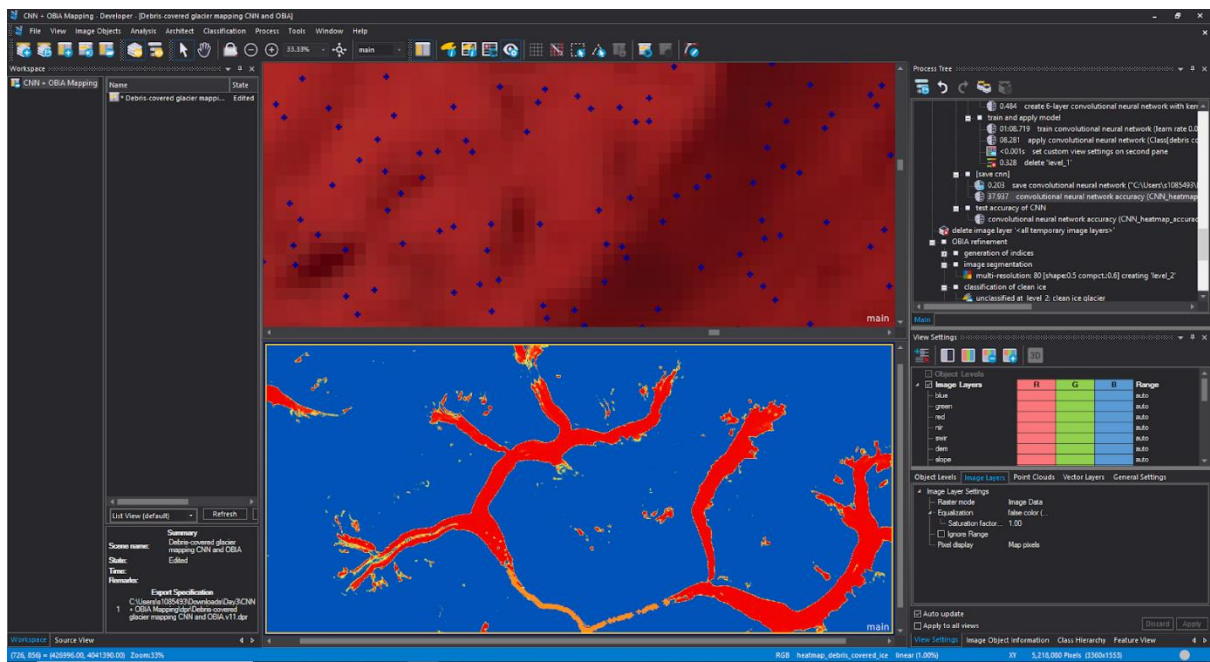 CNN + OBIA Mapping - Developer - [Debris-covered glacier mapping CNN and OBIA]
File View Image Objects Analysis Architect Classification Process Tools Window Help
33.33%
main
Workspace
CNN + OBIA Mapping
Name State
* Debris-covered glacier mappi... Edited
List View (default) Refresh
Summary
Scene name: Debris-covered glacier mapping CNN and OBIA
State: Edited
Time:
Remarks:
Export Specification
1 C:\Users\s1085493\Downloads\Day3\CNN
+ OBIA Mapping\dpr\Debris-covered
glacier mapping CNN and OBIA.v11.dpr
Workspace Source View
main
main
Process Tree
0.484 create 6-layer convolutional neural network with kern
train and apply model
01:08.719 train convolutional neural network (learn rate 0.0
08.281 apply convolutional neural network (Class[debris co
<0.001s set custom view settings on second pane
0.328 delete 'level_1'
[save cnn]
0.203 save convolutional neural network ("C:\Users\s1085493\
37.937 convolutional neural network accuracy (CNN_heatmap
test accuracy of CNN
convolutional neural network accuracy (CNN_heatmap_accurac
delete image layer '<all temporary image layers>'
OBIA refinement
generation of indices
image segmentation
multi-resolution: 80 [shape:0.5 compct.:0.6] creating 'level_2'
classification of clean ice
unclassified at level_2: clean ice glacier
Main
View Settings
3D
Object Levels
Image Layers R G B Range
blue auto
green auto
red auto
nir auto
swir auto
dem auto
slope auto
Object Levels Image Layers Point Clouds Vector Layers General Settings
Image Layer Settings
Raster mode Image Data
Equalization false color (...
Saturation factor... 1.00
Ignore Range
Pixel display Map pixels
Auto update
Apply to all views
Discard Apply
View Settings Image Object Information Class Hierarchy Feature View
(726, 856) = (426996.00, 4041390.00) Zoom:33% RGB heatmap_debris_covered_ice linear (1.00%) XY 5,218,080 Pixels (3360x1553)